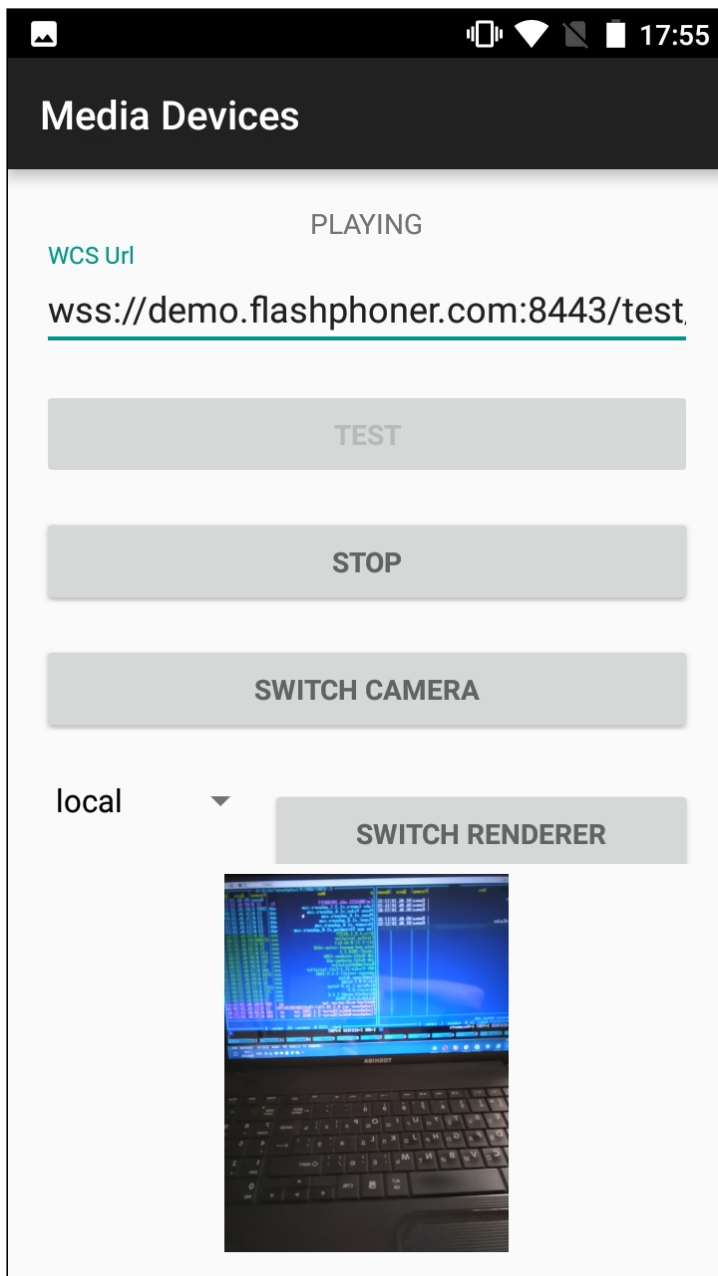 17:55
Media Devices
PLAYING
WCS Url
wss://demo.flashphoner.com:8443/test
TEST
STOP
SWITCH CAMERA
local
SWITCH RENDERER